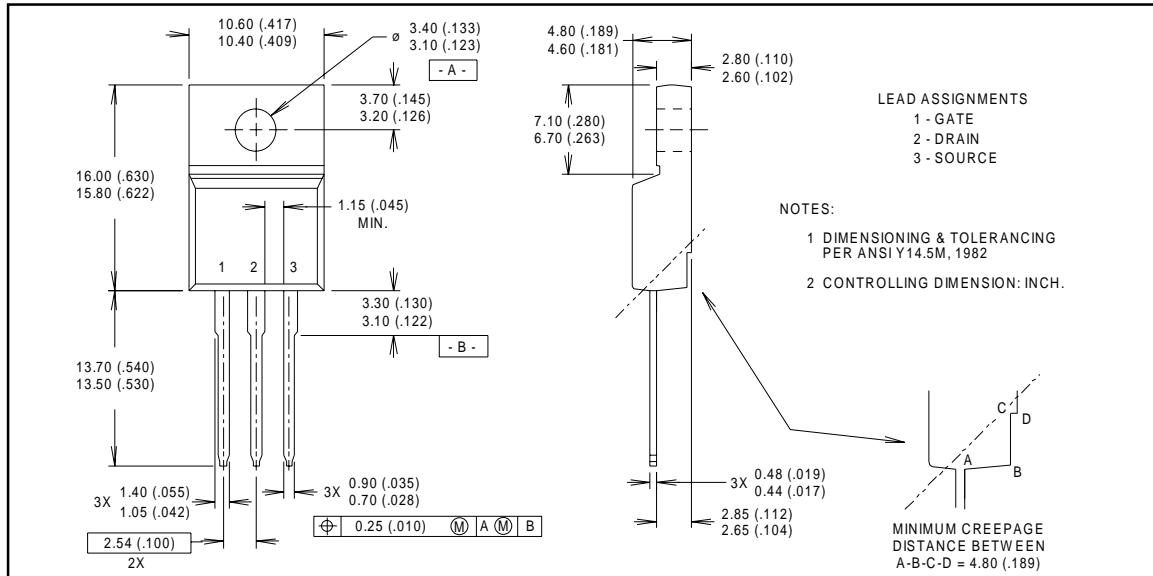 10.60 (.417)
10.40 (.409)
ø
3.40 (.133)
3.10 (.123)
- A -
3.70 (.145)
3.20 (.126)
16.00 (.630)
15.80 (.622)
1.15 (.045)
MIN.
1
2
3
3.30 (.130)
3.10 (.122)
- B -
13.70 (.540)
13.50 (.530)
3X
1.40 (.055)
1.05 (.042)
3X
0.90 (.035)
0.70 (.028)
0.25 (.010) M A M B
2.54 (.100)
2X
4.80 (.189)
4.60 (.181)
2.80 (.110)
2.60 (.102)
7.10 (.280)
6.70 (.263)
3X
0.48 (.019)
0.44 (.017)
2.85 (.112)
2.65 (.104)
LEAD ASSIGNMENTS
1 - GATE
2 - DRAIN
3 - SOURCE
NOTES:
1 DIMENSIONING & TOLERANCING
PER ANSI Y14.5M, 1982
2 CONTROLLING DIMENSION: INCH.
C
D
A
B
MINIMUM CREEPAGE
DISTANCE BETWEEN
A-B-C-D = 4.80 (.189)